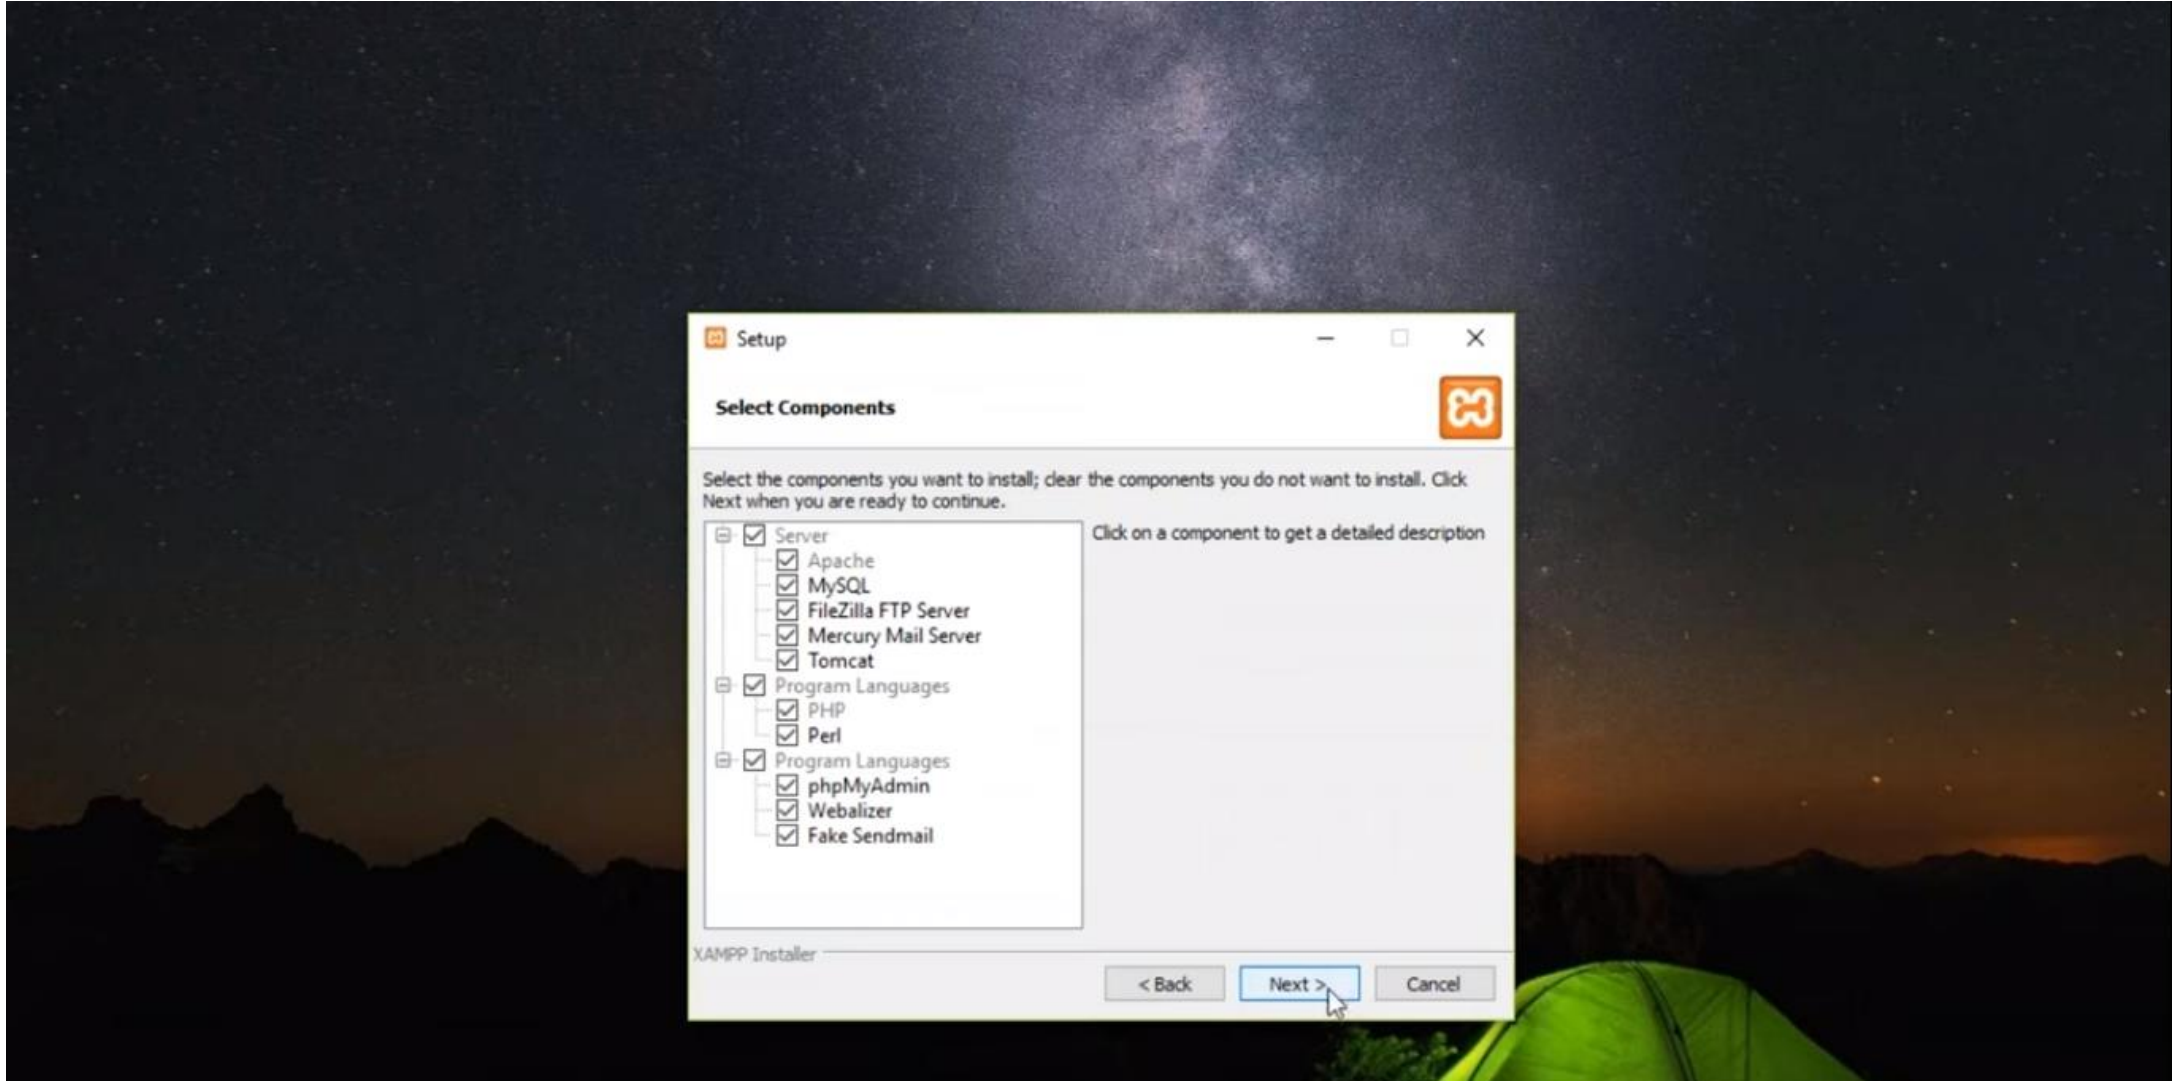 Setup
Select Components
Select the components you want to install; clear the components you do not want to install. Click
Next when you are ready to continue.
Server
Apache
MySQL
FileZilla FTP Server
Mercury Mail Server
Tomcat
Program Languages
PHP
Perl
Program Languages
phpMyAdmin
Webalizer
Fake Sendmail
Click on a component to get a detailed description
XAMPP Installer
< Back
Next >
Cancel